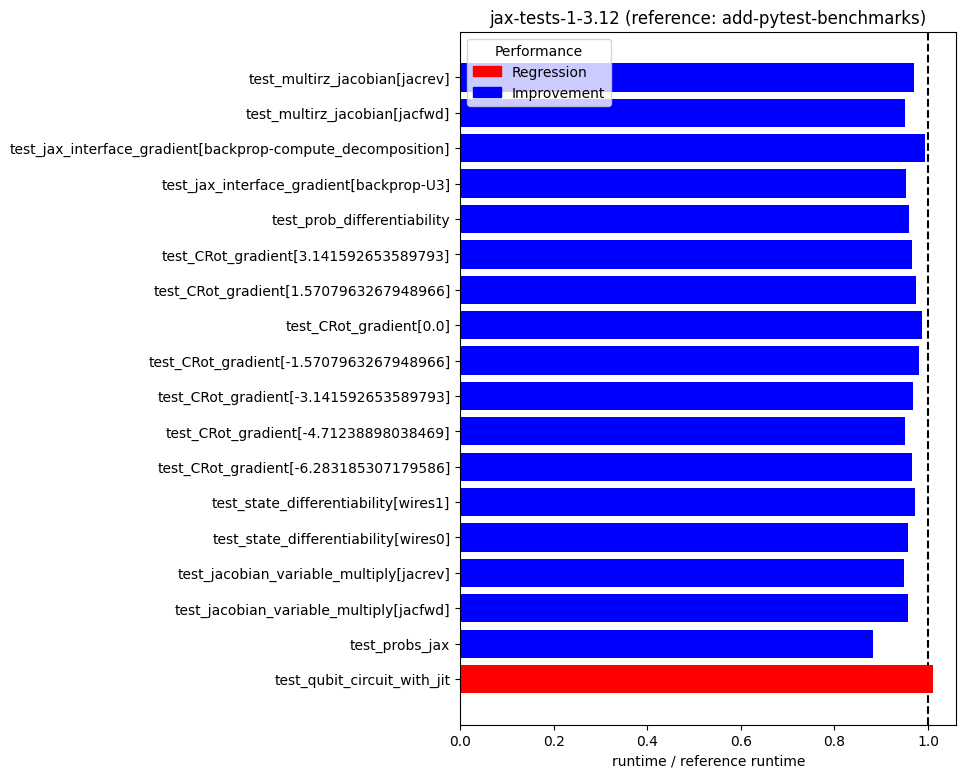 jax-tests-1-3.12 (reference: add-pytest-benchmarks)
Performance
Regression
Improvement
test_multirz_jacobian[jacrev]
test_multirz_jacobian[jacfwd]
test_jax_interface_gradient[backprop-compute_decomposition]
test_jax_interface_gradient[backprop-U3]
test_prob_differentiability
test_CRot_gradient[3.141592653589793]
test_CRot_gradient[1.5707963267948966]
test_CRot_gradient[0.0]
test_CRot_gradient[-1.5707963267948966]
test_CRot_gradient[-3.141592653589793]
test_CRot_gradient[-4.71238898038469]
test_CRot_gradient[-6.283185307179586]
test_state_differentiability[wires1]
test_state_differentiability[wires0]
test_jacobian_variable_multiply[jacrev]
test_jacobian_variable_multiply[jacfwd]
test_probs_jax
test_qubit_circuit_with_jit
0.0 0.2 0.4 0.6 0.8 1.0
runtime / reference runtime